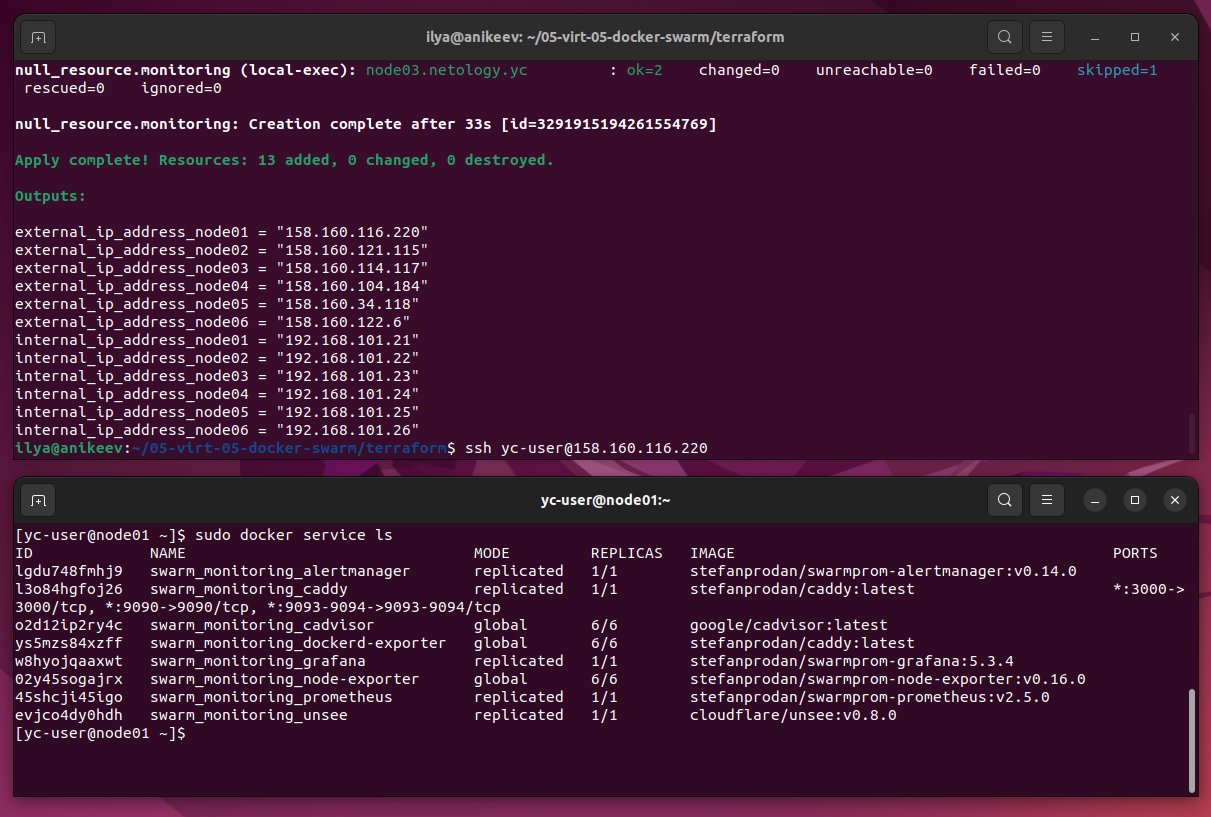 ilya@anikeev: ~/05-virt-05-docker-swarm/terraform
null_resource.monitoring (local-exec): node03.netology.yc         : ok=2    changed=0    unreachable=0    failed=0    skipped=1
 rescued=0    ignored=0
null_resource.monitoring: Creation complete after 33s [id=3291915194261554769]
Apply complete! Resources: 13 added, 0 changed, 0 destroyed.
Outputs:
external_ip_address_node01 = "158.160.116.220"
external_ip_address_node02 = "158.160.121.115"
external_ip_address_node03 = "158.160.114.117"
external_ip_address_node04 = "158.160.104.184"
external_ip_address_node05 = "158.160.34.118"
external_ip_address_node06 = "158.160.122.6"
internal_ip_address_node01 = "192.168.101.21"
internal_ip_address_node02 = "192.168.101.22"
internal_ip_address_node03 = "192.168.101.23"
internal_ip_address_node04 = "192.168.101.24"
internal_ip_address_node05 = "192.168.101.25"
internal_ip_address_node06 = "192.168.101.26"
ilya@anikeev:~/05-virt-05-docker-swarm/terraform$ ssh yc-user@158.160.116.220
yc-user@node01:~
[yc-user@node01 ~]$ sudo docker service ls
ID             NAME                                MODE         REPLICAS   IMAGE                                          PORTS
lgdu748fmhj9   swarm_monitoring_alertmanager       replicated   1/1        stefanprodan/swarmprom-alertmanager:v0.14.0
l3o84hgfoj26   swarm_monitoring_caddy              replicated   1/1        stefanprodan/caddy:latest                      *:3000->
3000/tcp, *:9090->9090/tcp, *:9093-9094->9093-9094/tcp
o2d12ip2ry4c   swarm_monitoring_cadvisor           global       6/6        google/cadvisor:latest
ys5mzs84xzff   swarm_monitoring_dockerd-exporter   global       6/6        stefanprodan/caddy:latest
w8hyojqaaxwt   swarm_monitoring_grafana            replicated   1/1        stefanprodan/swarmprom-grafana:5.3.4
02y45sogajrx   swarm_monitoring_node-exporter      global       6/6        stefanprodan/swarmprom-node-exporter:v0.16.0
45shcji45igo   swarm_monitoring_prometheus         replicated   1/1        stefanprodan/swarmprom-prometheus:v2.5.0
evjco4dy0hdh   swarm_monitoring_unsee              replicated   1/1        cloudflare/unsee:v0.8.0
[yc-user@node01 ~]$